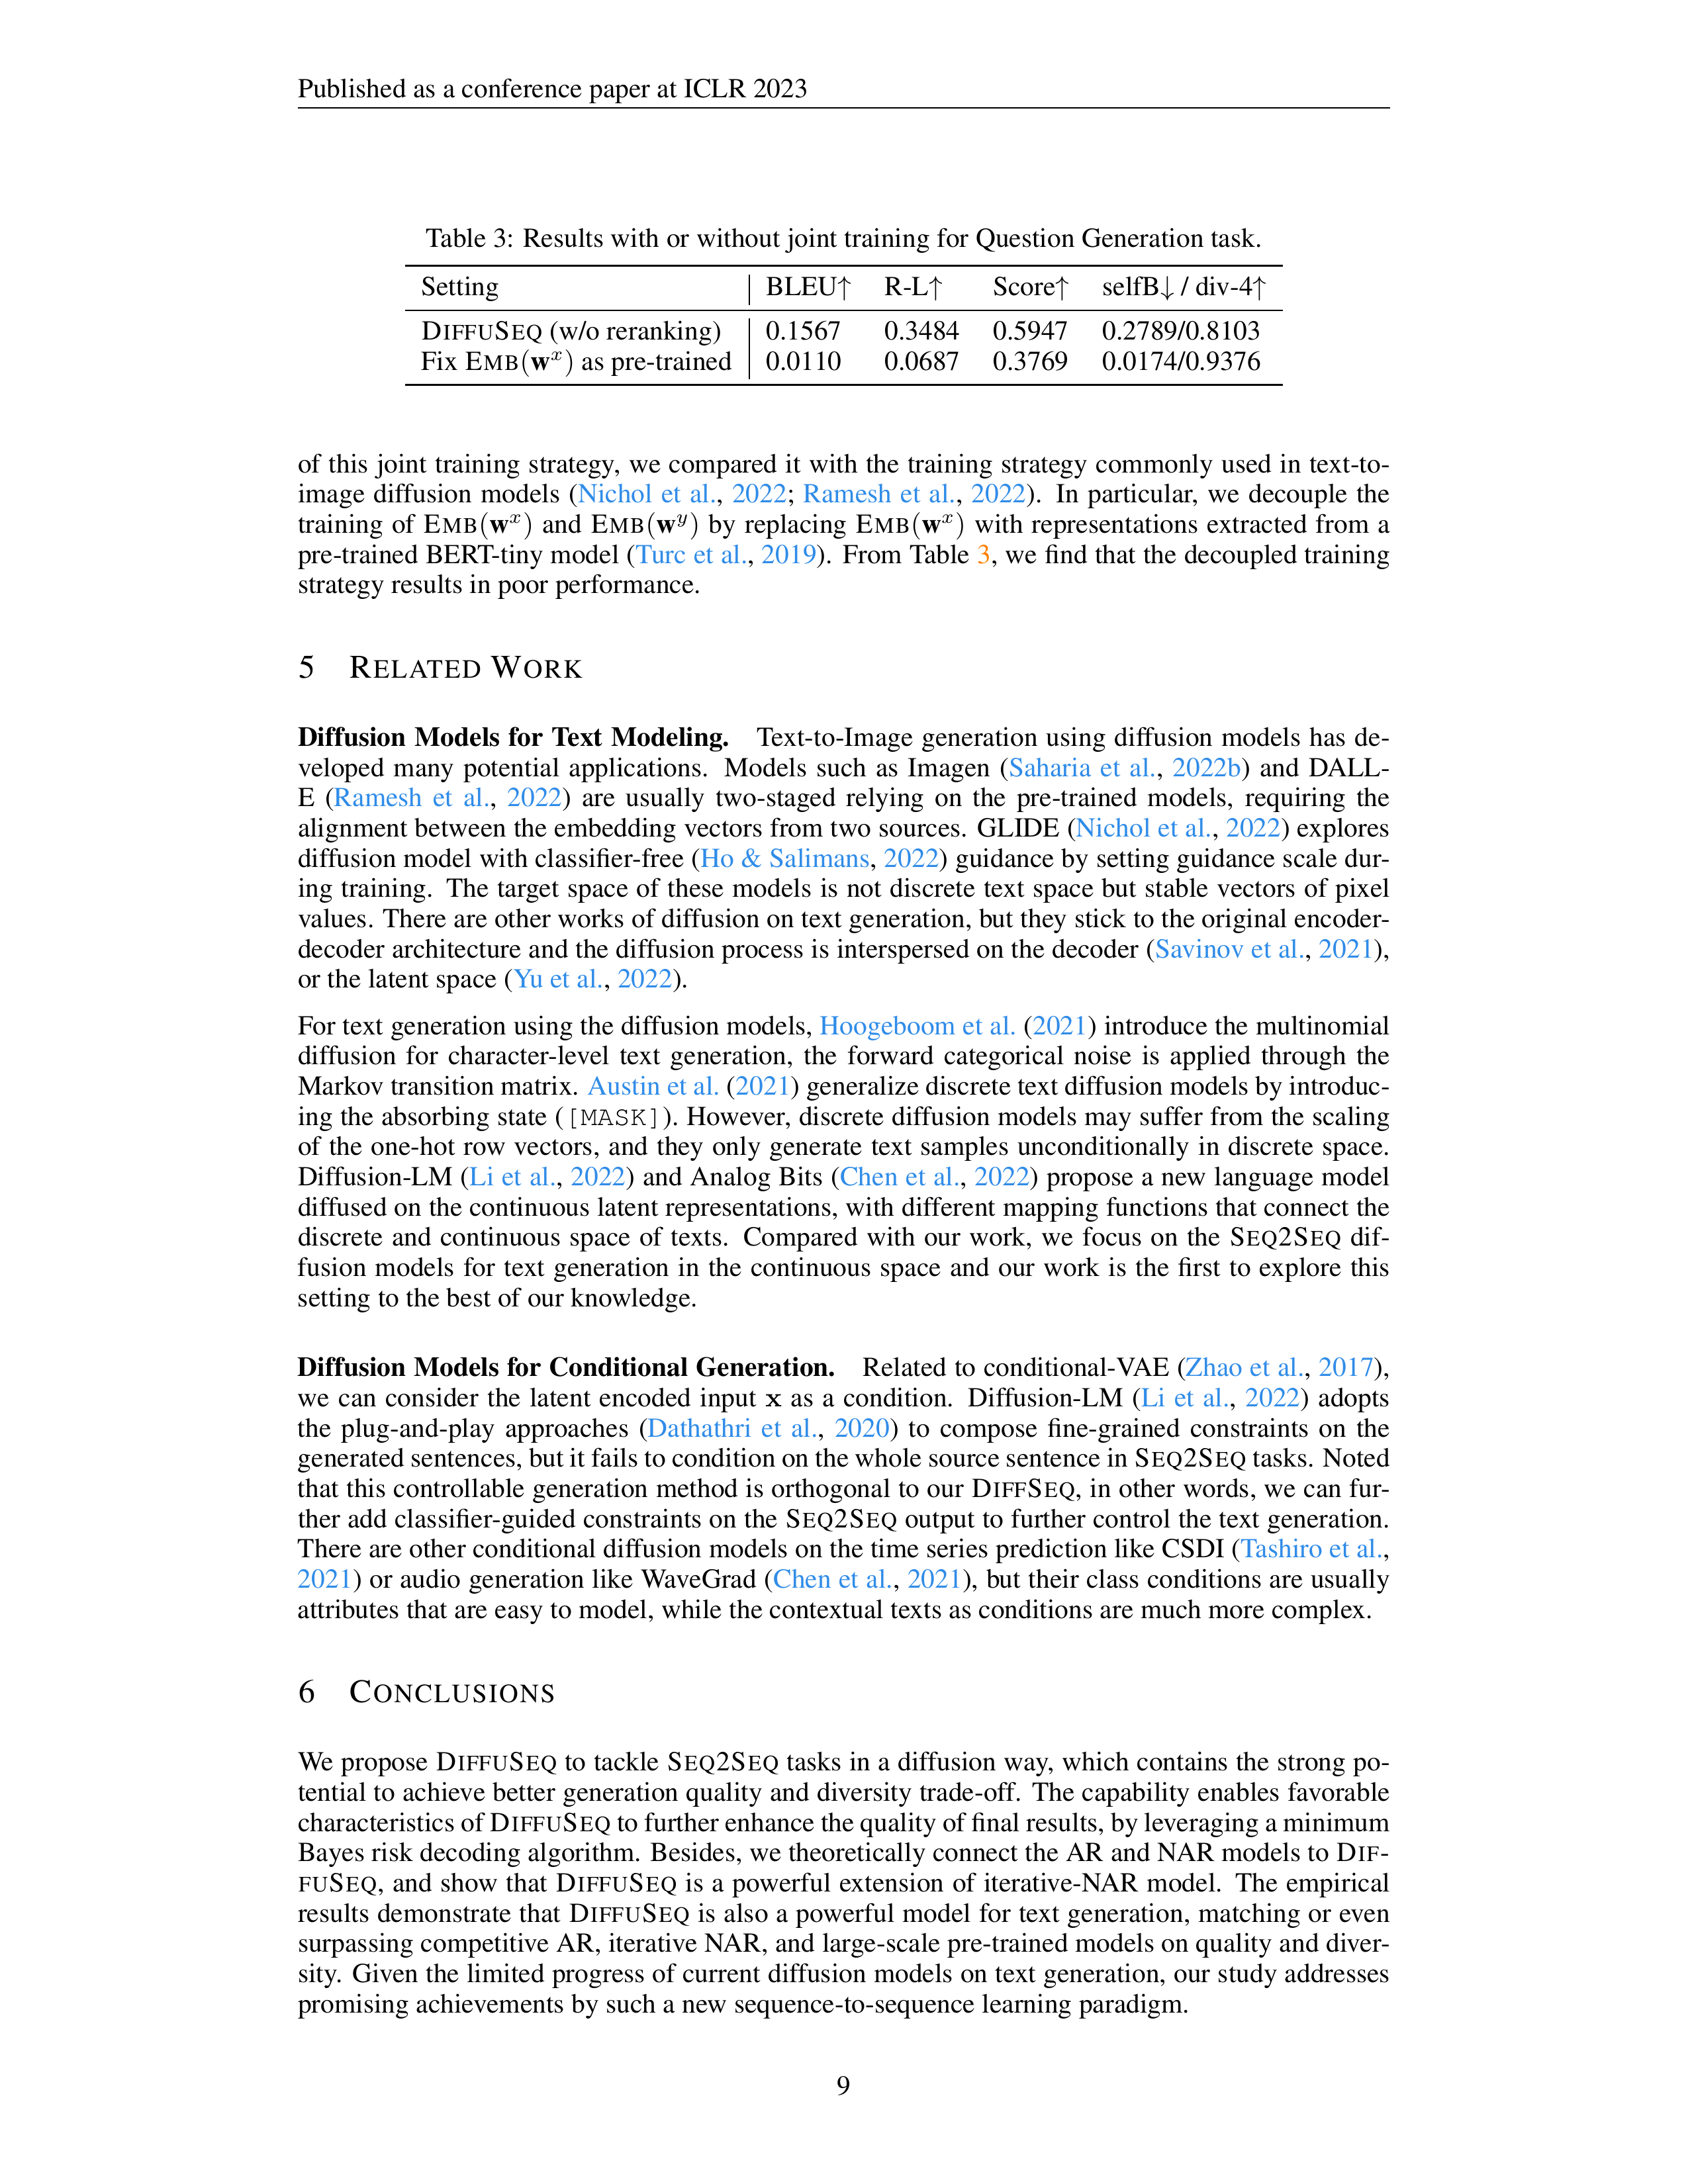 Published as a conference paper at ICLR 2023
Table 3: Results with or without joint training for Question Generation task.
Setting | BLEU↑ R-L↑ Score↑ selfB↓ / div-4↑
DIFFUSEQ (w/o reranking) | 0.1567 0.3484 0.5947 0.2789/0.8103
Fix EMB(w^x) as pre-trained | 0.0110 0.0687 0.3769 0.0174/0.9376
of this joint training strategy, we compared it with the training strategy commonly used in text-to-
image diffusion models (Nichol et al., 2022; Ramesh et al., 2022). In particular, we decouple the
training of EMB(w^x) and EMB(w^y) by replacing EMB(w^x) with representations extracted from a
pre-trained BERT-tiny model (Turc et al., 2019). From Table 3, we find that the decoupled training
strategy results in poor performance.
5 RELATED WORK
Diffusion Models for Text Modeling. Text-to-Image generation using diffusion models has de-
veloped many potential applications. Models such as Imagen (Saharia et al., 2022b) and DALL-
E (Ramesh et al., 2022) are usually two-staged relying on the pre-trained models, requiring the
alignment between the embedding vectors from two sources. GLIDE (Nichol et al., 2022) explores
diffusion model with classifier-free (Ho & Salimans, 2022) guidance by setting guidance scale dur-
ing training. The target space of these models is not discrete text space but stable vectors of pixel
values. There are other works of diffusion on text generation, but they stick to the original encoder-
decoder architecture and the diffusion process is interspersed on the decoder (Savinov et al., 2021),
or the latent space (Yu et al., 2022).
For text generation using the diffusion models, Hoogeboom et al. (2021) introduce the multinomial
diffusion for character-level text generation, the forward categorical noise is applied through the
Markov transition matrix. Austin et al. (2021) generalize discrete text diffusion models by introduc-
ing the absorbing state ([MASK]). However, discrete diffusion models may suffer from the scaling
of the one-hot row vectors, and they only generate text samples unconditionally in discrete space.
Diffusion-LM (Li et al., 2022) and Analog Bits (Chen et al., 2022) propose a new language model
diffused on the continuous latent representations, with different mapping functions that connect the
discrete and continuous space of texts. Compared with our work, we focus on the SEQ2SEQ dif-
fusion models for text generation in the continuous space and our work is the first to explore this
setting to the best of our knowledge.
Diffusion Models for Conditional Generation. Related to conditional-VAE (Zhao et al., 2017),
we can consider the latent encoded input x as a condition. Diffusion-LM (Li et al., 2022) adopts
the plug-and-play approaches (Dathathri et al., 2020) to compose fine-grained constraints on the
generated sentences, but it fails to condition on the whole source sentence in SEQ2SEQ tasks. Noted
that this controllable generation method is orthogonal to our DIFFSEQ, in other words, we can fur-
ther add classifier-guided constraints on the SEQ2SEQ output to further control the text generation.
There are other conditional diffusion models on the time series prediction like CSDI (Tashiro et al.,
2021) or audio generation like WaveGrad (Chen et al., 2021), but their class conditions are usually
attributes that are easy to model, while the contextual texts as conditions are much more complex.
6 CONCLUSIONS
We propose DIFFUSEQ to tackle SEQ2SEQ tasks in a diffusion way, which contains the strong po-
tential to achieve better generation quality and diversity trade-off. The capability enables favorable
characteristics of DIFFUSEQ to further enhance the quality of final results, by leveraging a minimum
Bayes risk decoding algorithm. Besides, we theoretically connect the AR and NAR models to DIF-
FUSEQ, and show that DIFFUSEQ is a powerful extension of iterative-NAR model. The empirical
results demonstrate that DIFFUSEQ is also a powerful model for text generation, matching or even
surpassing competitive AR, iterative NAR, and large-scale pre-trained models on quality and diver-
sity. Given the limited progress of current diffusion models on text generation, our study addresses
promising achievements by such a new sequence-to-sequence learning paradigm.
9